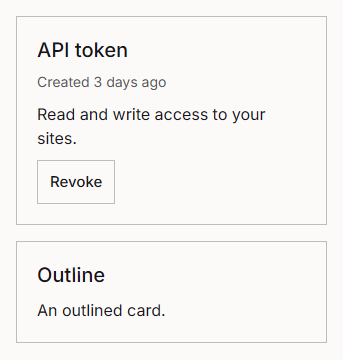 API token
Created 3 days ago
Read and write access to your
sites.
Revoke
Outline
An outlined card.